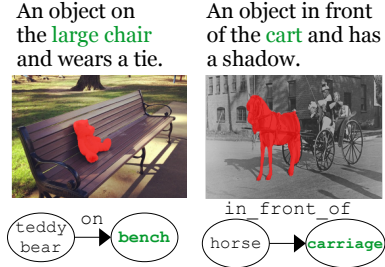 An object on
the large chair
and wears a tie.
An object in front
of the cart and has
a shadow.
teddy
bear
on
bench
in_front_of
horse
carriage